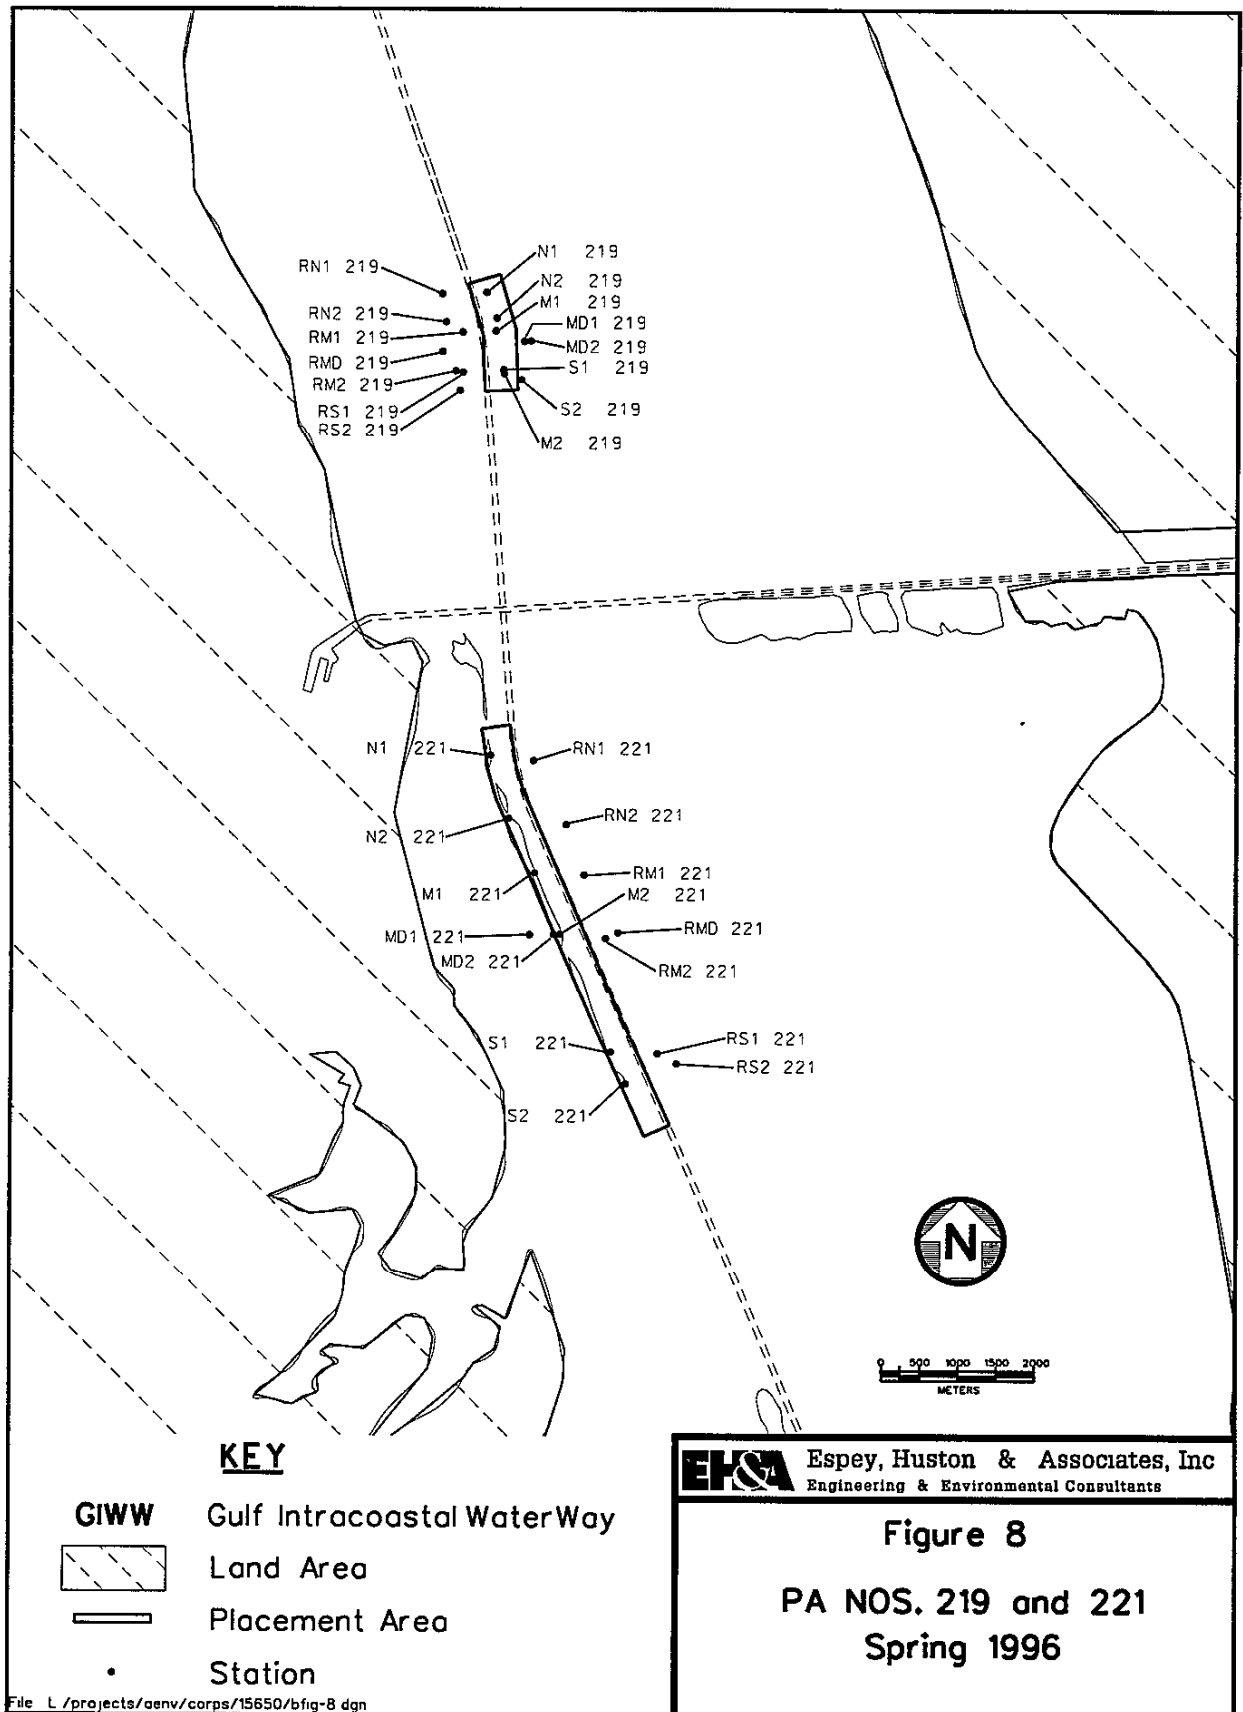 N1 219
RN1 219
N2 219
M1 219
RN2 219
MD1 219
RM1 219
MD2 219
RMD 219
S1 219
RM2 219
RS1 219
S2 219
RS2 219
M2 219
N1 221
RN1 221
RN2 221
N2 221
RM1 221
M1 221
M2 221
RMD 221
MD1 221
MD2 221
RM2 221
RS1 221
S1 221
RS2 221
S2 221
N
0 500 1000 1500 2000
METERS
KEY
GIWW Gulf Intracoastal WaterWay
Land Area
Placement Area
Station
File L /projects/aenv/corps/15650/bfig-8 dgn
EH&A Espey, Huston & Associates, Inc
Engineering & Environmental Consultants
Figure 8
PA NOS. 219 and 221
Spring 1996